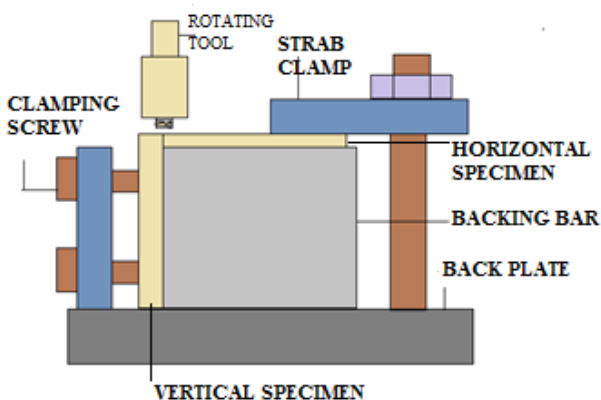 ROTATING
TOOL
STRAB
CLAMP
CLAMPING
SCREW
HORIZONTAL
SPECIMEN
BACKING BAR
BACK PLATE
VERTICAL SPECIMEN